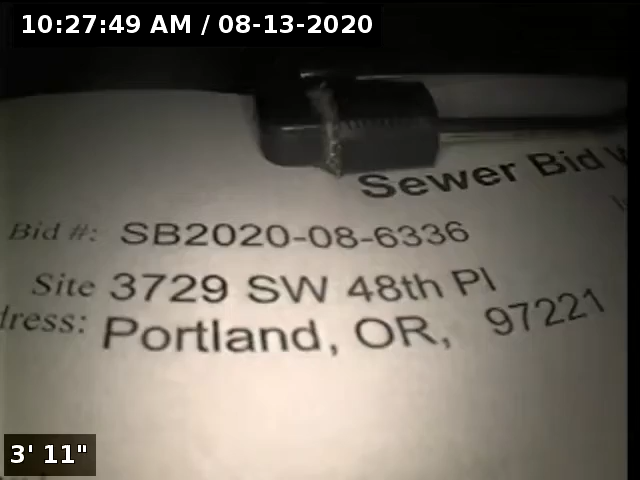 10:27:49 AM / 08-13-2020
Sewer Bid
Bid #: SB2020-08-6336
Site 3729 SW 48th Pl
dress: Portland, OR, 97221
3' 11"